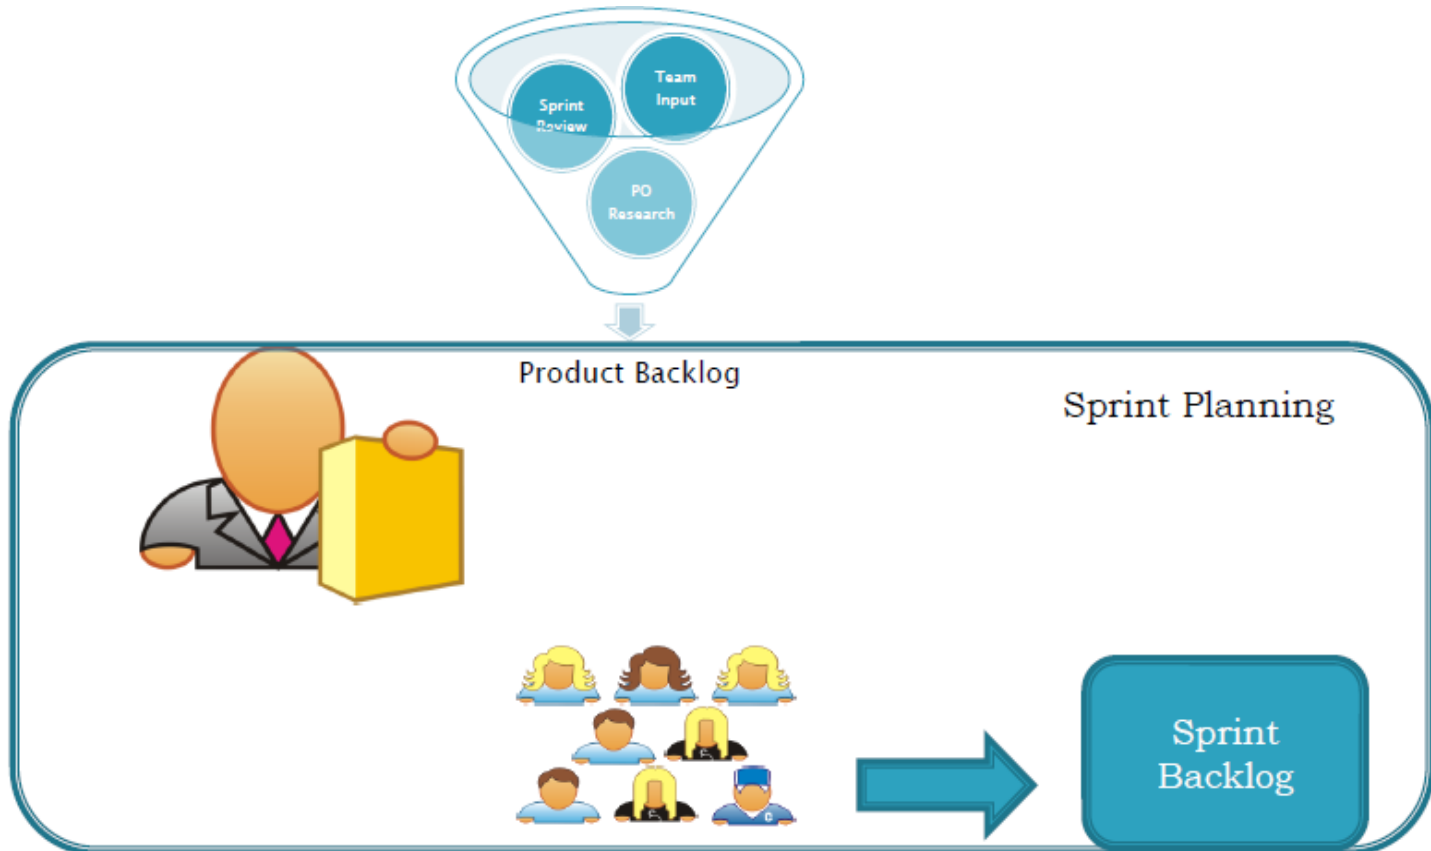 Team
Input
Sprint
Review
PO
Research
Product Backlog
Sprint Planning
Sprint
Backlog